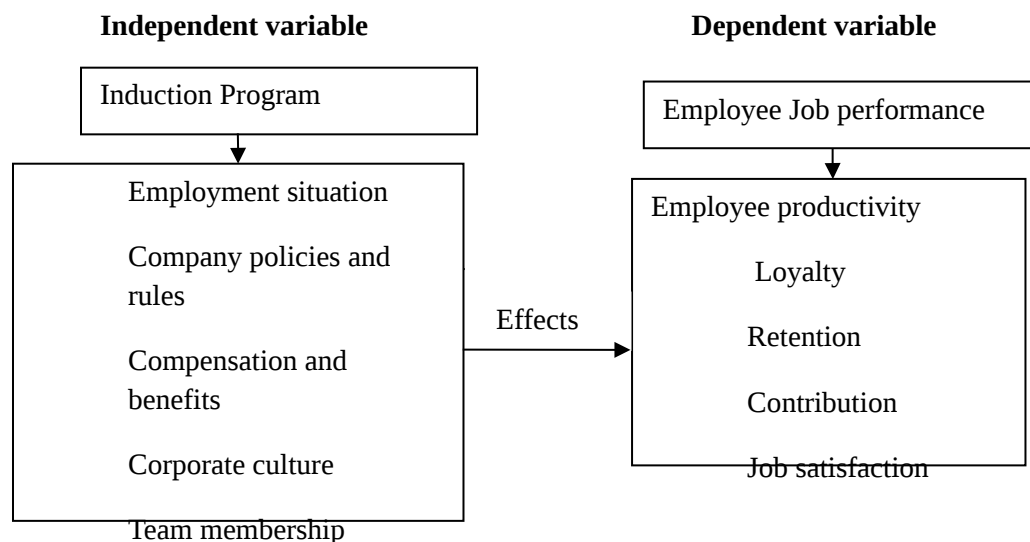 Independent variable
Dependent variable
Induction Program
Employee Job performance
Employment situation
Company policies and
rules
Compensation and
benefits
Corporate culture
Team membership
Effects
Employee productivity
Loyalty
Retention
Contribution
Job satisfaction